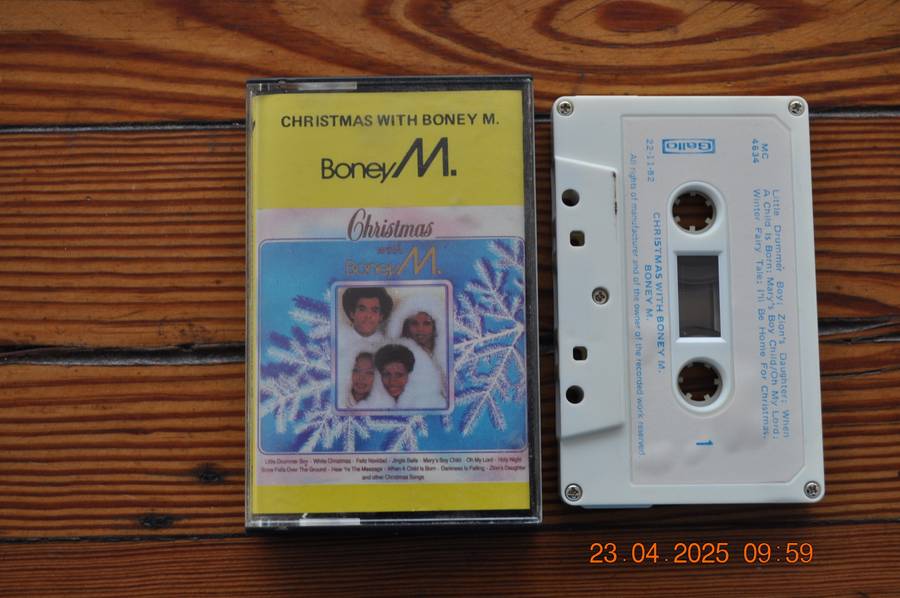 CHRISTMAS WITH BONEY M.
Boney M.
Christmas
with
Boney M.
Little Drummer Boy · White Christmas · Feliz Navidad · Jingle Bells · Mary's Boy Child · Oh My Lord · Holy Night
Snow Falls Over The Ground · Hear Ye The Message · When A Child Is Born · Darkness Is Falling · Zion's Daughter
and other Christmas Songs
Gallo
MC
4634
22-11-82
Little Drummer Boy; Zion's Daughter; When
A Child Is Born; Mary's Boy Child/Oh My Lord;
Winter Fairy Tale; I'll Be Home For Christmas.
1
CHRISTMAS WITH BONEY M.
BONEY M.
All rights of manufacturer and of the owner of the recorded work reserved
23.04.2025 09:59